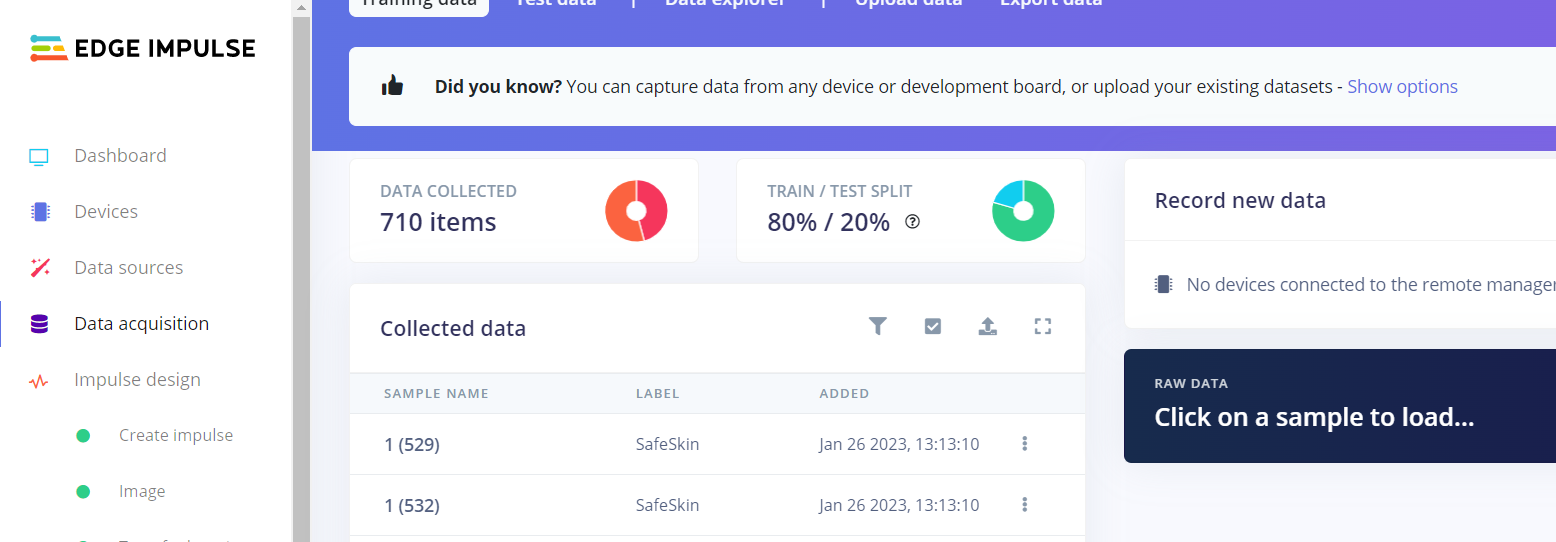 Training data Test data | Data explorer | Upload data Export data
EDGE IMPULSE
Did you know? You can capture data from any device or development board, or upload your existing datasets - Show options
Dashboard
Devices
Data sources
Data acquisition
Impulse design
Create impulse
Image
DATA COLLECTED
710 items
TRAIN / TEST SPLIT
80% / 20%
Collected data
SAMPLE NAME LABEL ADDED
1 (529) SafeSkin Jan 26 2023, 13:13:10
1 (532) SafeSkin Jan 26 2023, 13:13:10
Record new data
No devices connected to the remote manager
RAW DATA
Click on a sample to load...